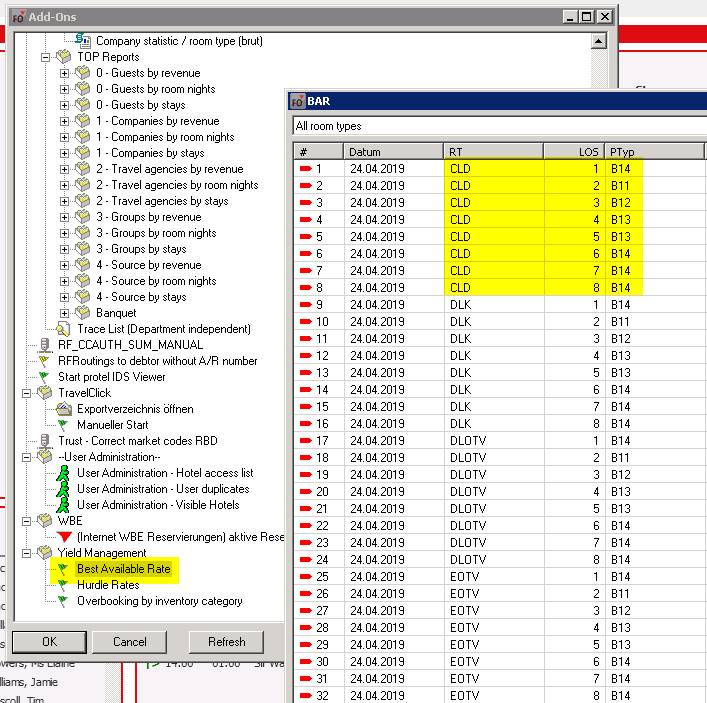 Add-Ons
Company statistic / room type (brut)
TOP Reports
0 - Guests by revenue
0 - Guests by room nights
0 - Guests by stays
1 - Companies by revenue
1 - Companies by room nights
1 - Companies by stays
2 - Travel agencies by revenue
2 - Travel agencies by room nights
2 - Travel agencies by stays
3 - Groups by revenue
3 - Groups by room nights
3 - Groups by stays
4 - Source by revenue
4 - Source by room nights
4 - Source by stays
Banquet
Trace List (Department independent)
RF_CCAUTH_SUM_MANUAL
RFRoutings to debtor without A/R number
Start protel IDS Viewer
TravelClick
Exportverzeichnis öffnen
Manueller Start
Trust - Correct market codes RBD
--User Administration--
User Administration - Hotel access list
User Administration - User duplicates
User Administration - Visible Hotels
WBE
(Internet WBE Reservierungen) aktive Rese
Yield Management
Best Available Rate
Hurdle Rates
Overbooking by inventory category
OK Cancel Refresh
14:00 01:00 Sir Wa
lliams, Jamie
scoll, Tim
BAR
All room types
# Datum RT LOS PTyp
1 24.04.2019 CLD 1 B14
2 24.04.2019 CLD 2 B11
3 24.04.2019 CLD 3 B12
4 24.04.2019 CLD 4 B13
5 24.04.2019 CLD 5 B13
6 24.04.2019 CLD 6 B14
7 24.04.2019 CLD 7 B14
8 24.04.2019 CLD 8 B14
9 24.04.2019 DLK 1 B14
10 24.04.2019 DLK 2 B11
11 24.04.2019 DLK 3 B12
12 24.04.2019 DLK 4 B13
13 24.04.2019 DLK 5 B13
14 24.04.2019 DLK 6 B14
15 24.04.2019 DLK 7 B14
16 24.04.2019 DLK 8 B14
17 24.04.2019 DLOTV 1 B14
18 24.04.2019 DLOTV 2 B11
19 24.04.2019 DLOTV 3 B12
20 24.04.2019 DLOTV 4 B13
21 24.04.2019 DLOTV 5 B13
22 24.04.2019 DLOTV 6 B14
23 24.04.2019 DLOTV 7 B14
24 24.04.2019 DLOTV 8 B14
25 24.04.2019 EOTV 1 B14
26 24.04.2019 EOTV 2 B11
27 24.04.2019 EOTV 3 B12
28 24.04.2019 EOTV 4 B13
29 24.04.2019 EOTV 5 B13
30 24.04.2019 EOTV 6 B14
31 24.04.2019 EOTV 7 B14
32 24.04.2019 EOTV 8 B14